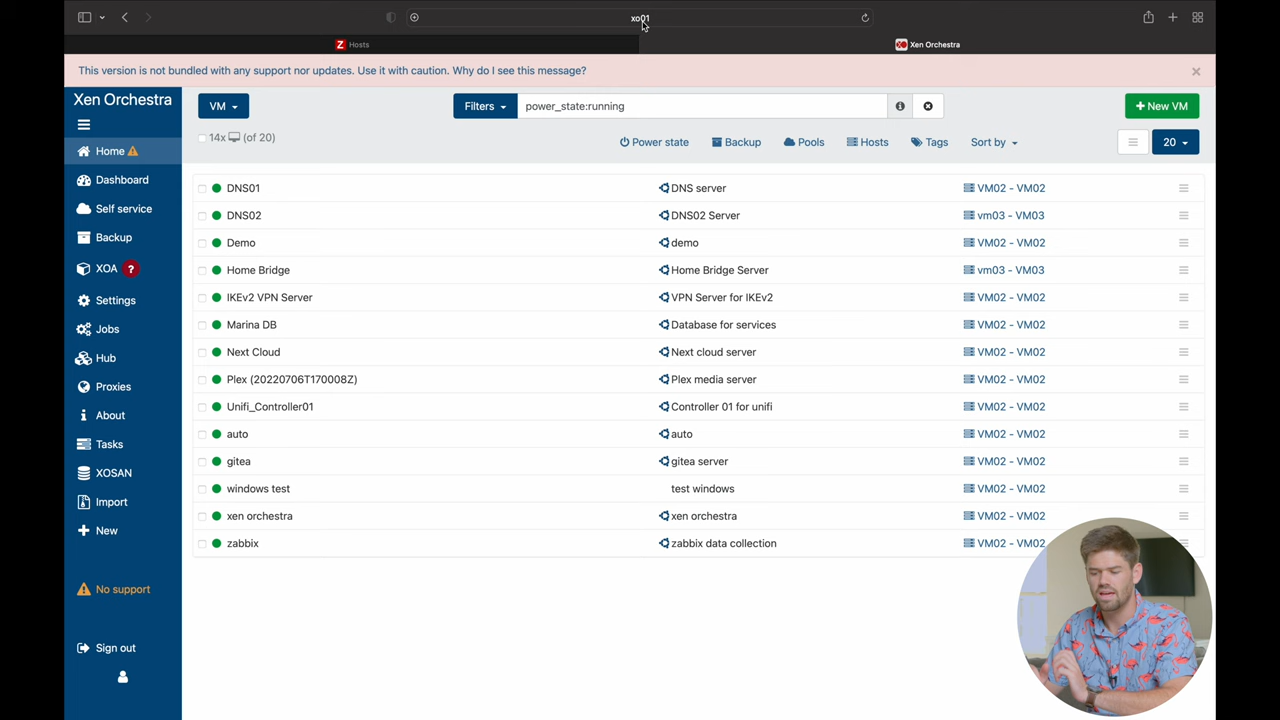 xo01
Z Hosts
Xen Orchestra
This version is not bundled with any support nor updates. Use it with caution. Why do I see this message?
Xen Orchestra
VM
Filters
power_state:running
New VM
14x (of 20)
Power state
Backup
Pools
Hosts
Tags
Sort by
20
Home
Dashboard
Self service
Backup
XOA ?
Settings
Jobs
Hub
Proxies
About
Tasks
XOSAN
Import
New
No support
Sign out
DNS01 DNS server VM02 - VM02
DNS02 DNS02 Server vm03 - VM03
Demo demo VM02 - VM02
Home Bridge Home Bridge Server vm03 - VM03
IKEv2 VPN Server VPN Server for IKEv2 VM02 - VM02
Marina DB Database for services VM02 - VM02
Next Cloud Next cloud server VM02 - VM02
Plex (20220706T170008Z) Plex media server VM02 - VM02
Unifi_Controller01 Controller 01 for unifi VM02 - VM02
auto auto VM02 - VM02
gitea gitea server VM02 - VM02
windows test test windows VM02 - VM02
xen orchestra xen orchestra VM02 - VM02
zabbix zabbix data collection VM02 - VM02